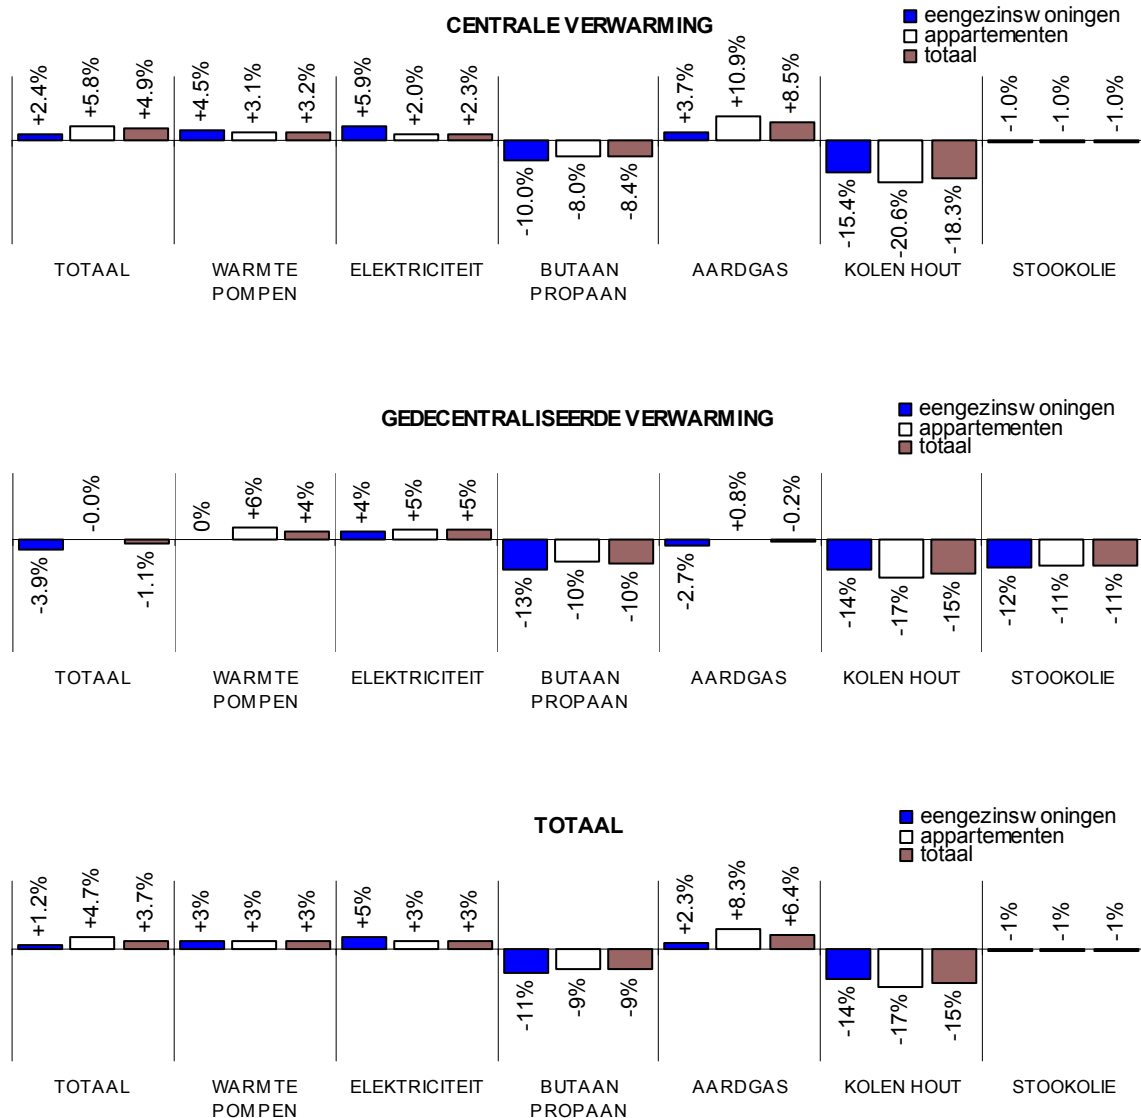 CENTRALE VERWARMING
eengezinsw oningen
appartementen
totaal
+2.4% +5.8% +4.9% +4.5% +3.1% +3.2% +5.9% +2.0% +2.3% -10.0% -8.0% -8.4% +3.7% +10.9% +8.5% -15.4% -20.6% -18.3% -1.0% -1.0% -1.0%
TOTAAL WARMTE ELEKTRICITEIT BUTAAN AARDGAS KOLEN HOUT STOOKOLIE
POMPEN PROPAAN
GEDECENTRALISEERDE VERWARMING
eengezinsw oningen
appartementen
totaal
-3.9% -0.0% -1.1% 0% +6% +4% +4% +5% +5% -13% -10% -10% -2.7% +0.8% -0.2% -14% -17% -15% -12% -11% -11%
TOTAAL WARMTE ELEKTRICITEIT BUTAAN AARDGAS KOLEN HOUT STOOKOLIE
POMPEN PROPAAN
TOTAAL
eengezinsw oningen
appartementen
totaal
+1.2% +4.7% +3.7% +3% +3% +3% +5% +3% +3% -11% -9% -9% +2.3% +8.3% +6.4% -14% -17% -15% -1% -1% -1%
TOTAAL WARMTE ELEKTRICITEIT BUTAAN AARDGAS KOLEN HOUT STOOKOLIE
POMPEN PROPAAN